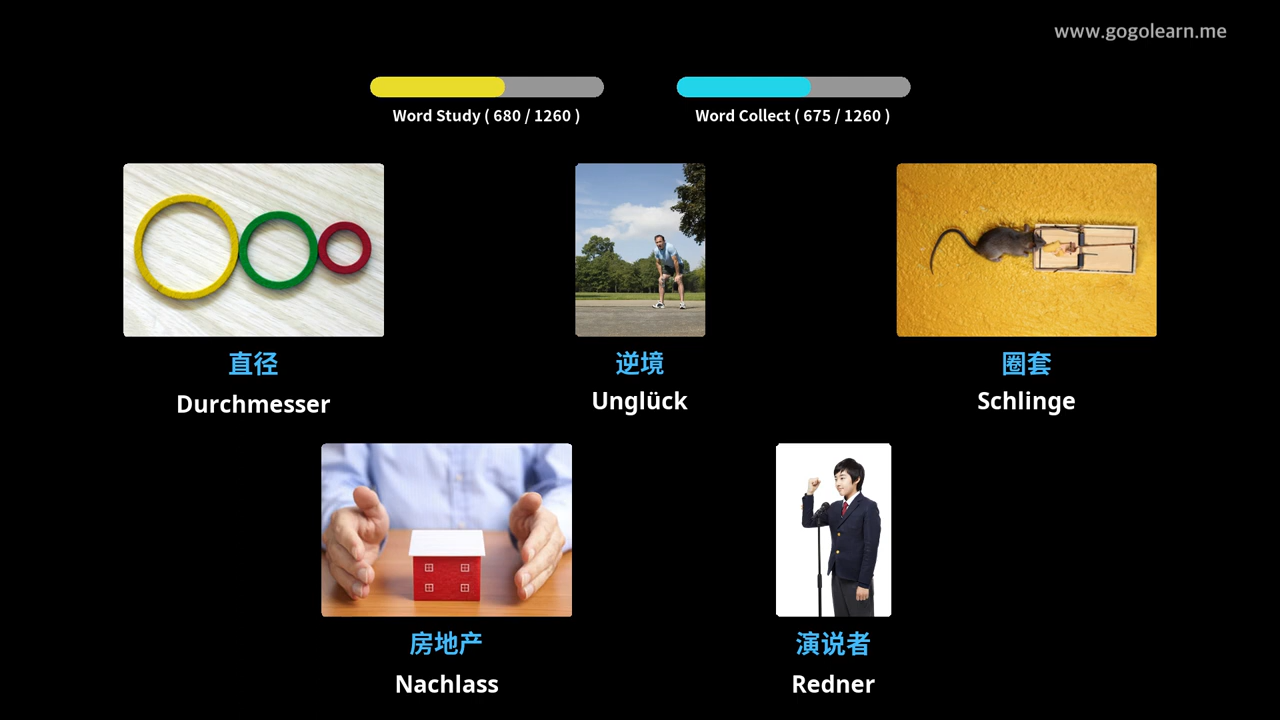 www.gogolearn.me
Word Study ( 680 / 1260 )
Word Collect ( 675 / 1260 )
直径
逆境
圈套
Durchmesser
Unglück
Schlinge
房地产
演说者
Nachlass
Redner